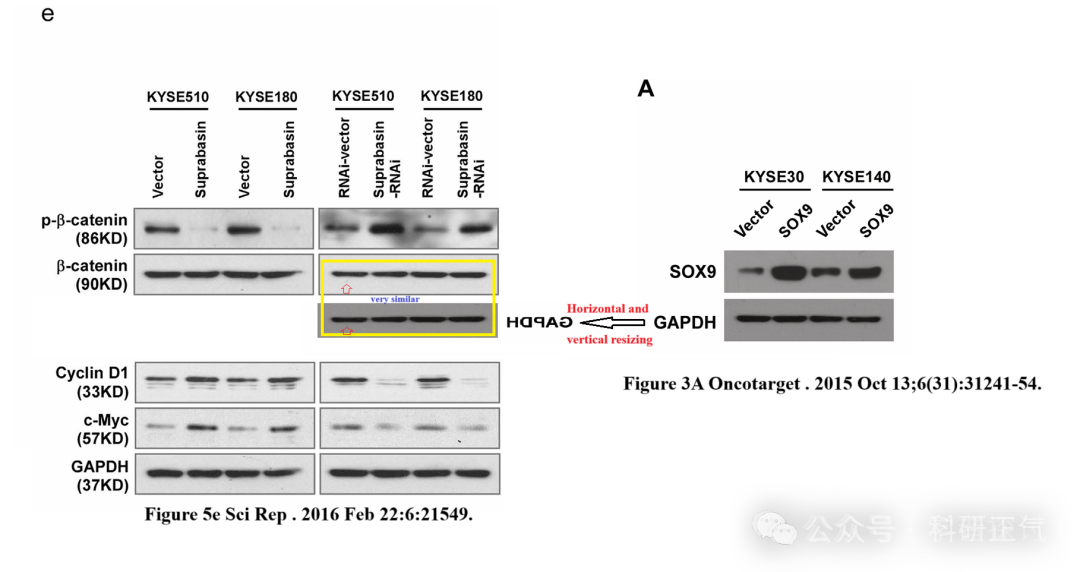 e
KYSE510 KYSE180 KYSE510 KYSE180
Vector Suprabasin Vector Suprabasin RNAi-vector Suprabasin-RNAi RNAi-vector Suprabasin-RNAi
p-β-catenin
(86KD)
β-catenin
(90KD)
very similar
Cyclin D1
(33KD)
c-Myc
(57KD)
GAPDH
(37KD)
Figure 5e Sci Rep . 2016 Feb 22:6:21549.
GAPDH
Horizontal and
vertical resizing
A
KYSE30 KYSE140
Vector SOX9 Vector SOX9
SOX9
GAPDH
Figure 3A Oncotarget . 2015 Oct 13;6(31):31241-54.
公众号 · 科研正气